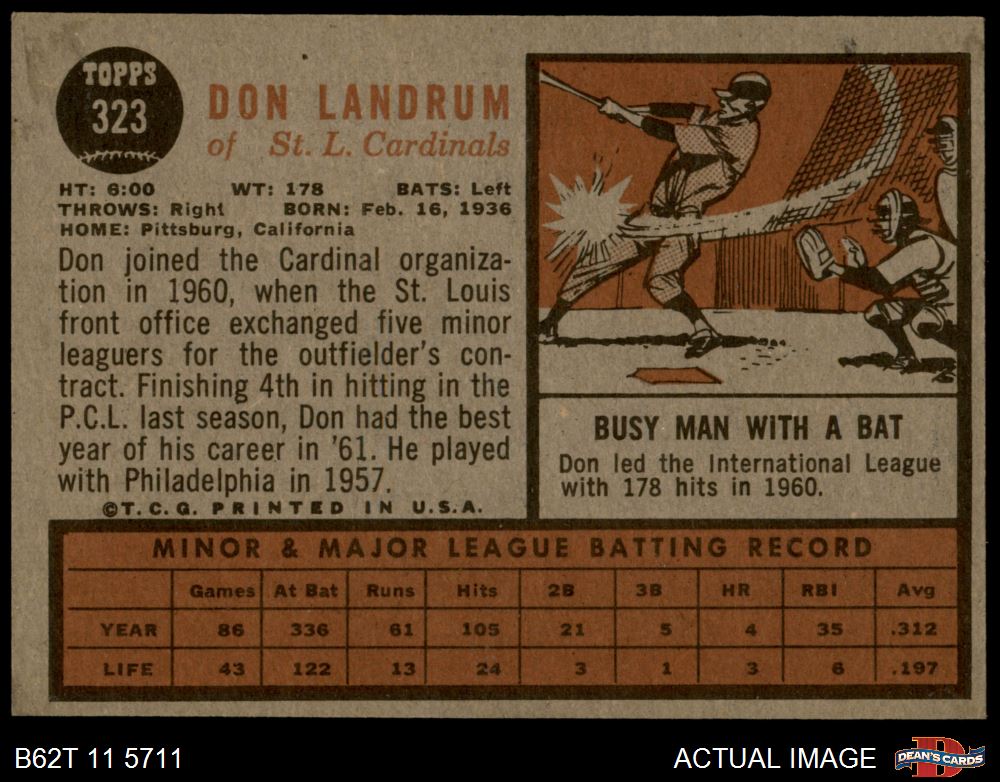 TOPPS
323
DON LANDRUM
of St. L. Cardinals
HT: 6:00 WT: 178 BATS: Left
THROWS: Right BORN: Feb. 16, 1936
HOME: Pittsburg, California
Don joined the Cardinal organiza-
tion in 1960, when the St. Louis
front office exchanged five minor
leaguers for the outfielder's con-
tract. Finishing 4th in hitting in the
P.C.L. last season, Don had the best
year of his career in '61. He played
with Philadelphia in 1957.
©T.C.G. PRINTED IN U.S.A.
BUSY MAN WITH A BAT
Don led the International League
with 178 hits in 1960.
MINOR & MAJOR LEAGUE BATTING RECORD
Games At Bat Runs Hits 2B 3B HR RBI Avg
YEAR 86 336 61 105 21 5 4 35 .312
LIFE 43 122 13 24 3 1 3 6 .197
B62T 11 5711
ACTUAL IMAGE
D
DEAN'S CARDS